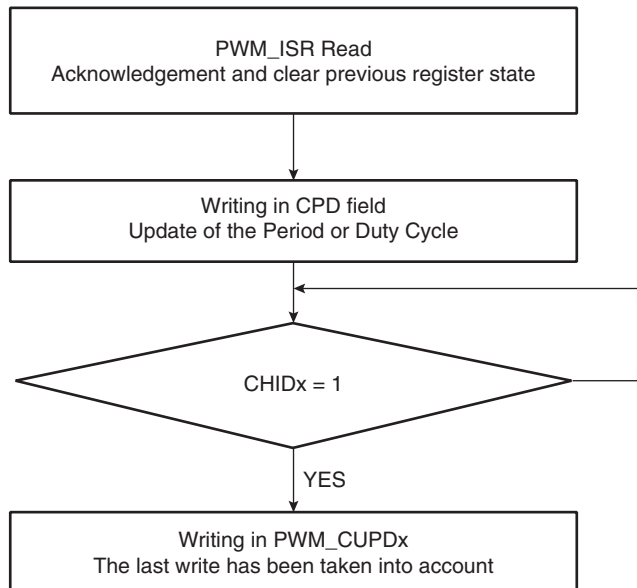 PWM_ISR Read
Acknowledgement and clear previous register state
Writing in CPD field
Update of the Period or Duty Cycle
CHIDx = 1
YES
Writing in PWM_CUPDx
The last write has been taken into account